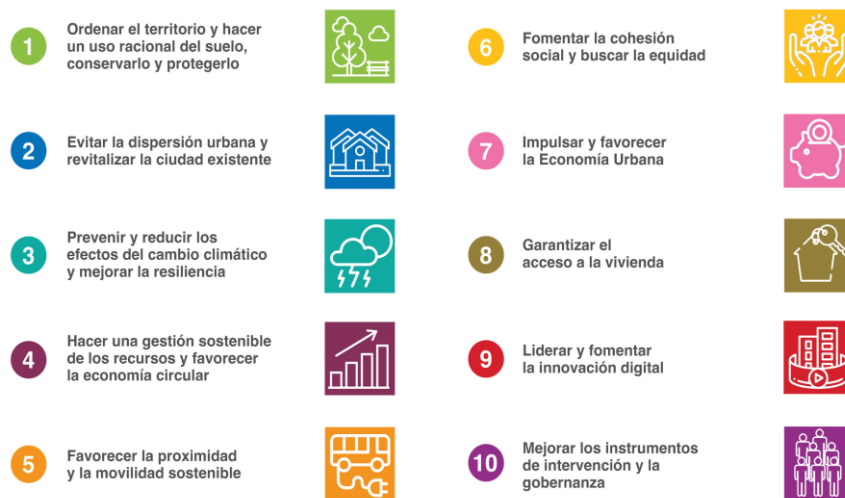 1
Ordenar el territorio y hacer
un uso racional del suelo,
conservarlo y protegerlo
2
Evitar la dispersión urbana y
revitalizar la ciudad existente
3
Prevenir y reducir los
efectos del cambio climático
y mejorar la resiliencia
4
Hacer una gestión sostenible
de los recursos y favorecer
la economía circular
5
Favorecer la proximidad
y la movilidad sostenible
6
Fomentar la cohesión
social y buscar la equidad
7
Impulsar y favorecer
la Economía Urbana
8
Garantizar el
acceso a la vivienda
9
Liderar y fomentar
la innovación digital
10
Mejorar los instrumentos
de intervención y la
gobernanza